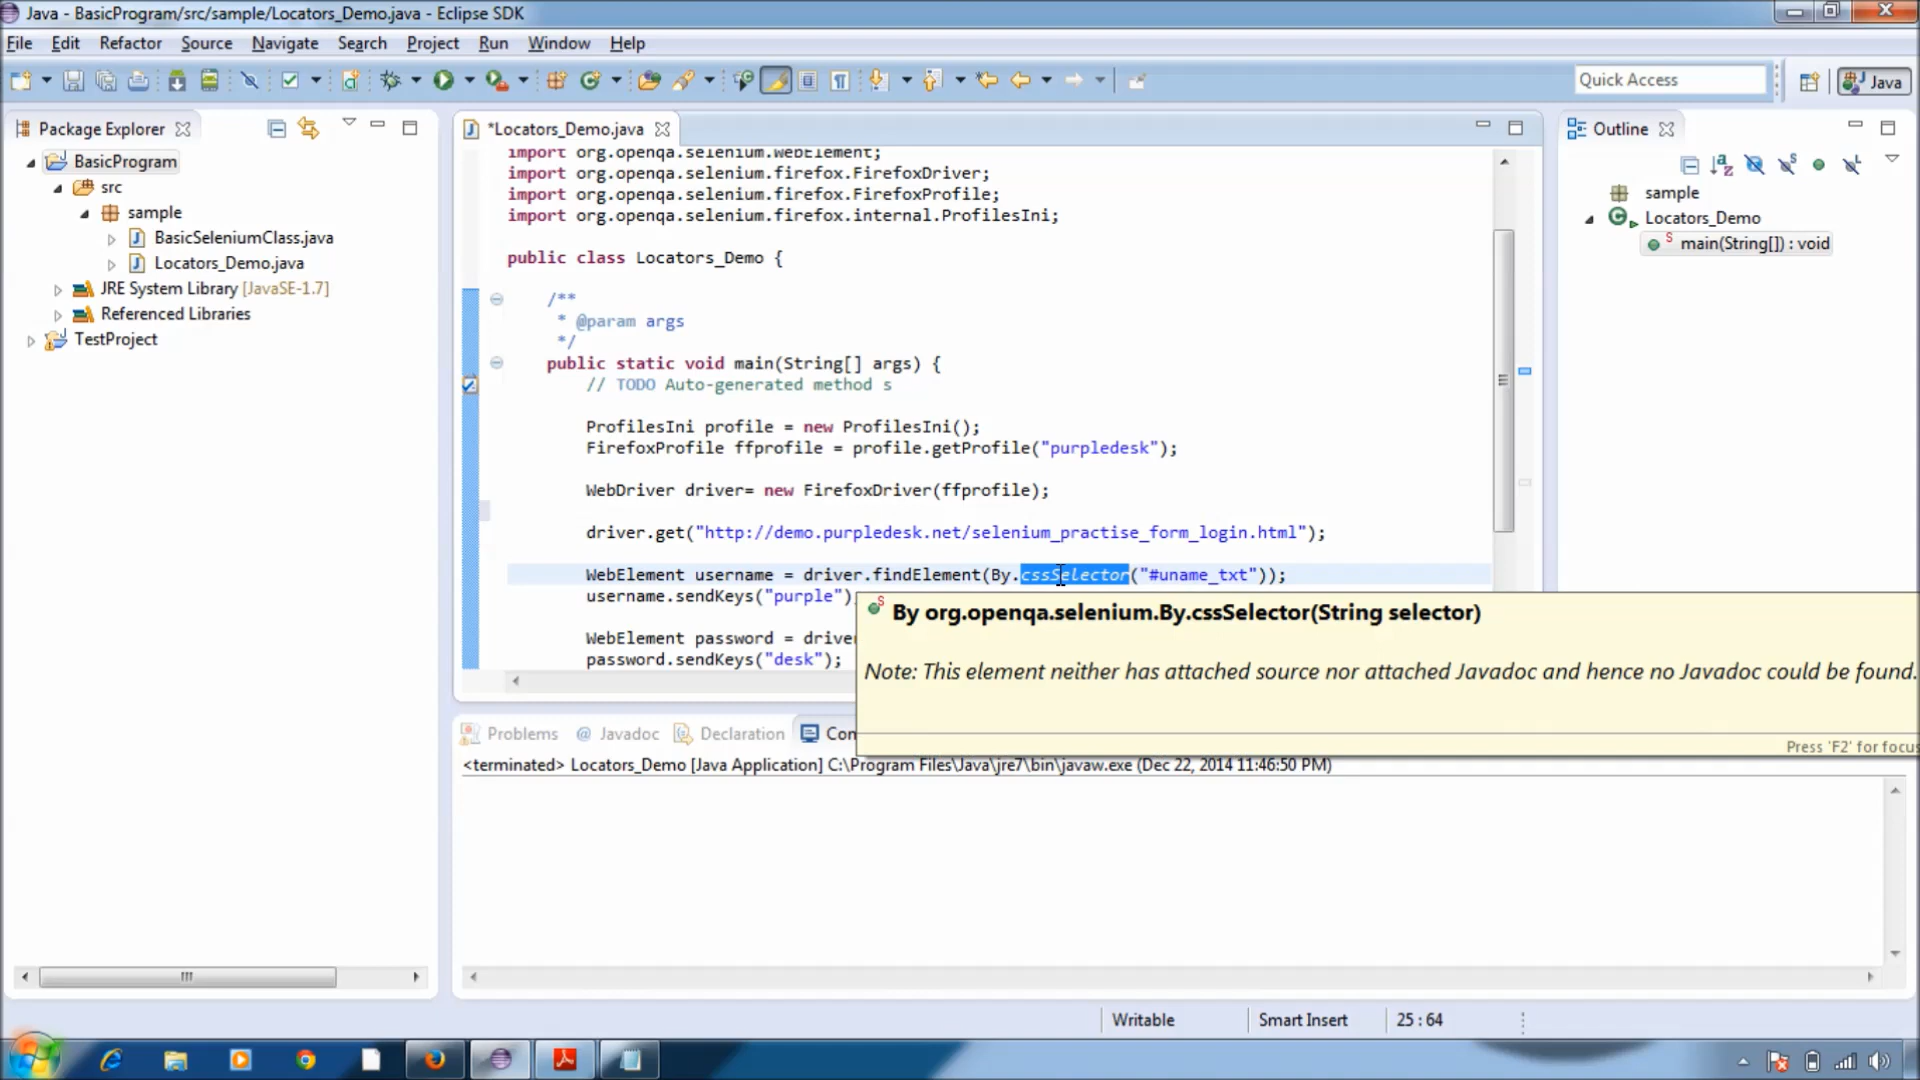 Java - BasicProgram/src/sample/Locators_Demo.java - Eclipse SDK
File Edit Refactor Source Navigate Search Project Run Window Help
Quick Access
Java
Package Explorer
BasicProgram
src
sample
BasicSeleniumClass.java
Locators_Demo.java
JRE System Library [JavaSE-1.7]
Referenced Libraries
TestProject
*Locators_Demo.java
import org.openqa.selenium.WebElement;
import org.openqa.selenium.firefox.FirefoxDriver;
import org.openqa.selenium.firefox.FirefoxProfile;
import org.openqa.selenium.firefox.internal.ProfilesIni;
public class Locators_Demo {
/**
* @param args
*/
public static void main(String[] args) {
// TODO Auto-generated method s
ProfilesIni profile = new ProfilesIni();
FirefoxProfile ffprofile = profile.getProfile("purpledesk");
WebDriver driver= new FirefoxDriver(ffprofile);
driver.get("http://demo.purpledesk.net/selenium_practise_form_login.html");
WebElement username = driver.findElement(By.cssSelector("#uname_txt"));
username.sendKeys("purple")
WebElement password = drive
password.sendKeys("desk");
By org.openqa.selenium.By.cssSelector(String selector)
Note: This element neither has attached source nor attached Javadoc and hence no Javadoc could be found.
Press 'F2' for focus
Outline
sample
Locators_Demo
main(String[]) : void
Problems @ Javadoc Declaration Con
<terminated> Locators_Demo [Java Application] C:\Program Files\Java\jre7\bin\javaw.exe (Dec 22, 2014 11:46:50 PM)
Writable Smart Insert 25 : 64